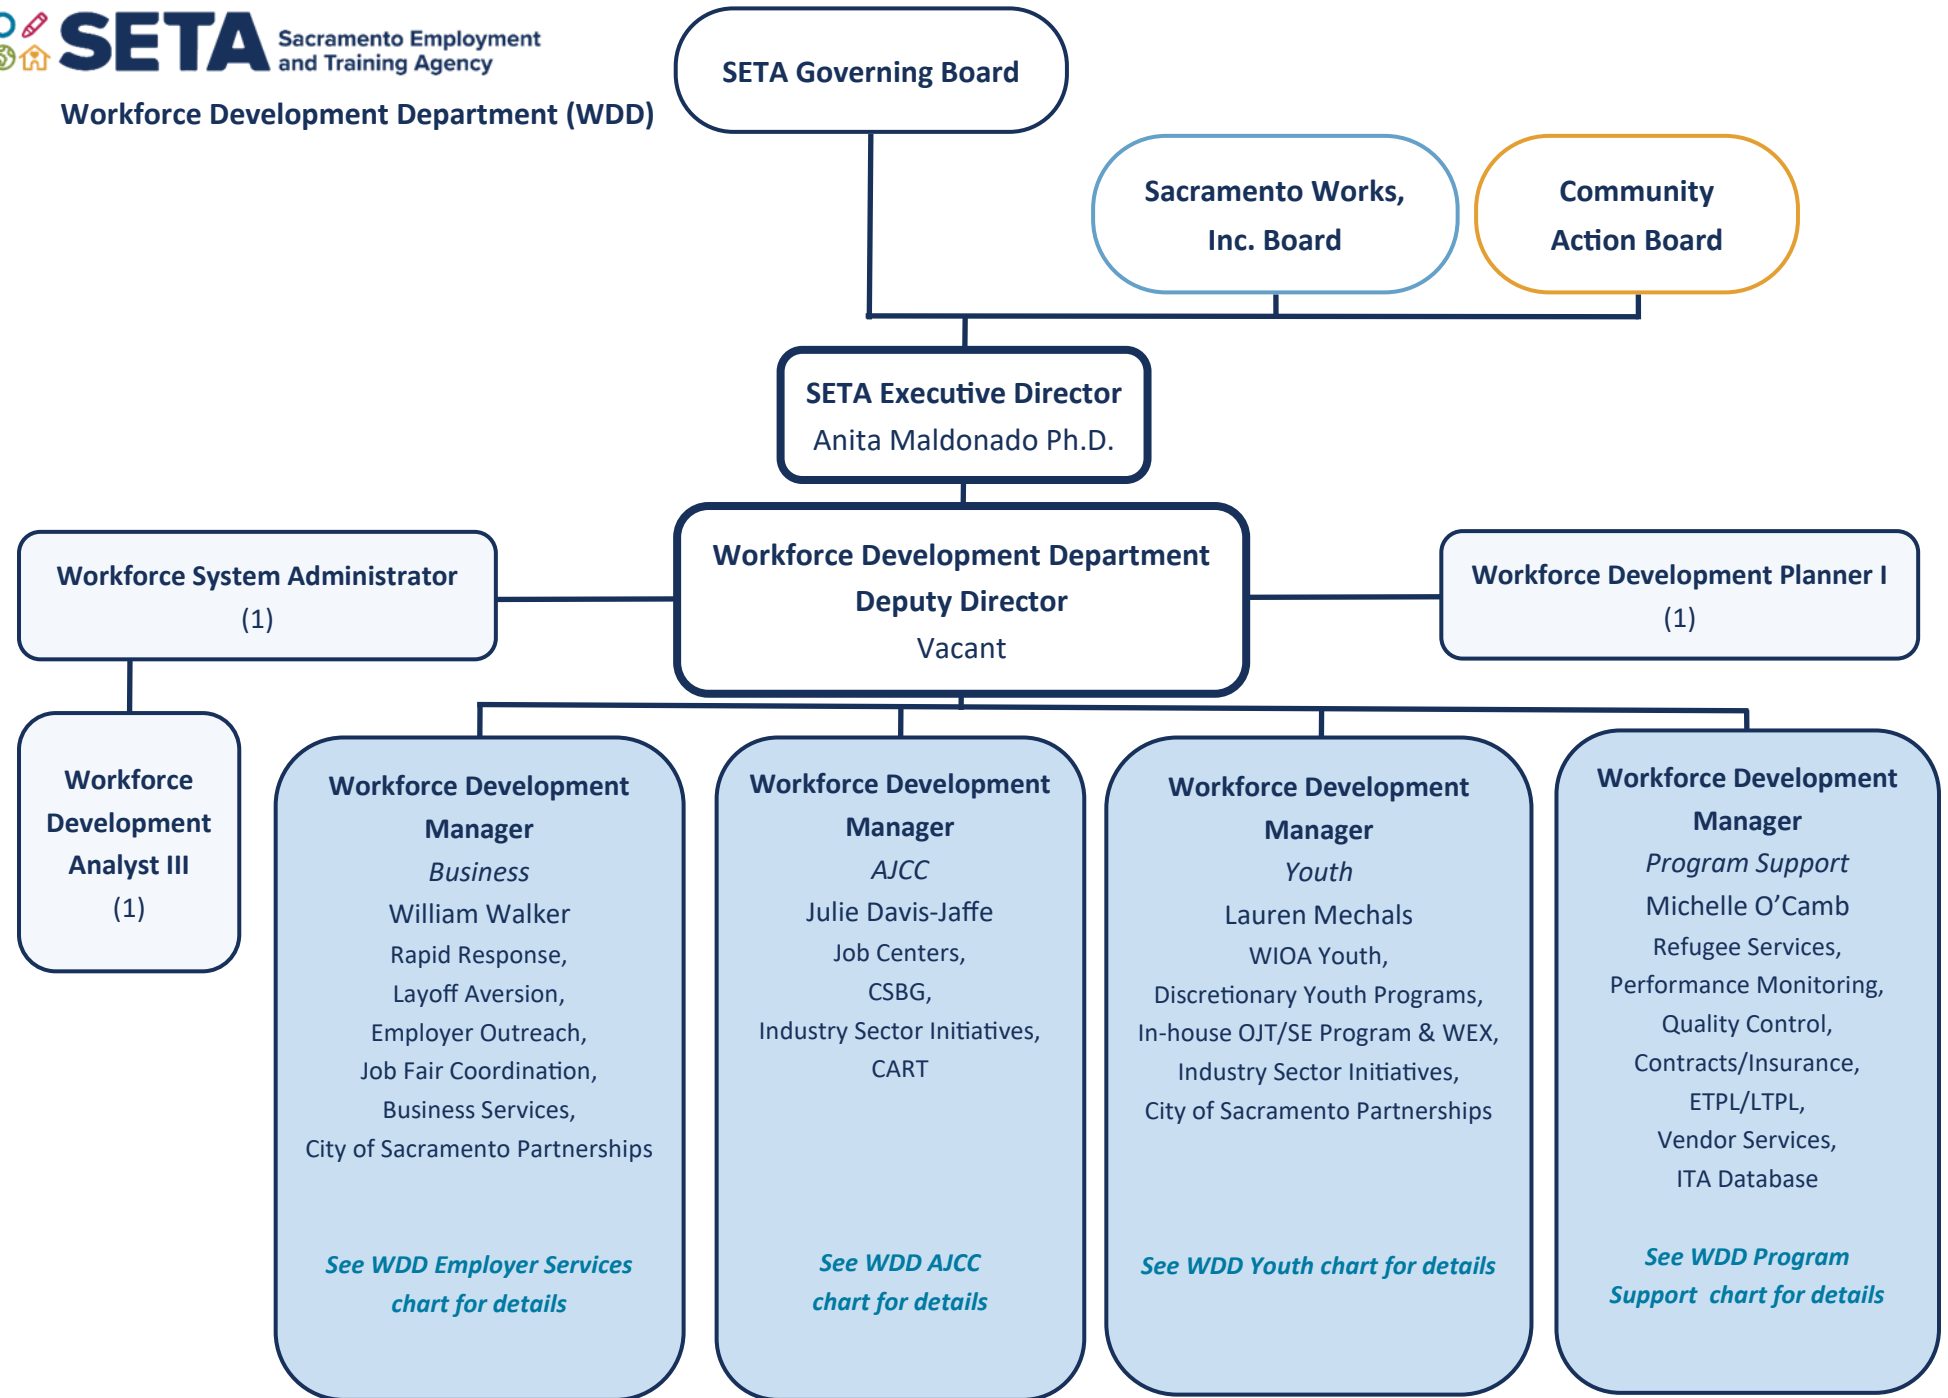 SETA Sacramento Employment
and Training Agency
Workforce Development Department (WDD)
SETA Governing Board
Sacramento Works,
Inc. Board
Community
Action Board
SETA Executive Director
Anita Maldonado Ph.D.
Workforce System Administrator
(1)
Workforce Development Department
Deputy Director
Vacant
Workforce Development Planner I
(1)
Workforce
Development
Analyst III
(1)
Workforce Development
Manager
Business
William Walker
Rapid Response,
Layoff Aversion,
Employer Outreach,
Job Fair Coordination,
Business Services,
City of Sacramento Partnerships
See WDD Employer Services
chart for details
Workforce Development
Manager
AJCC
Julie Davis-Jaffe
Job Centers,
CSBG,
Industry Sector Initiatives,
CART
See WDD AJCC
chart for details
Workforce Development
Manager
Youth
Lauren Mechals
WIOA Youth,
Discretionary Youth Programs,
In-house OJT/SE Program & WEX,
Industry Sector Initiatives,
City of Sacramento Partnerships
See WDD Youth chart for details
Workforce Development
Manager
Program Support
Michelle O’Camb
Refugee Services,
Performance Monitoring,
Quality Control,
Contracts/Insurance,
ETPL/LTPL,
Vendor Services,
ITA Database
See WDD Program
Support  chart for details